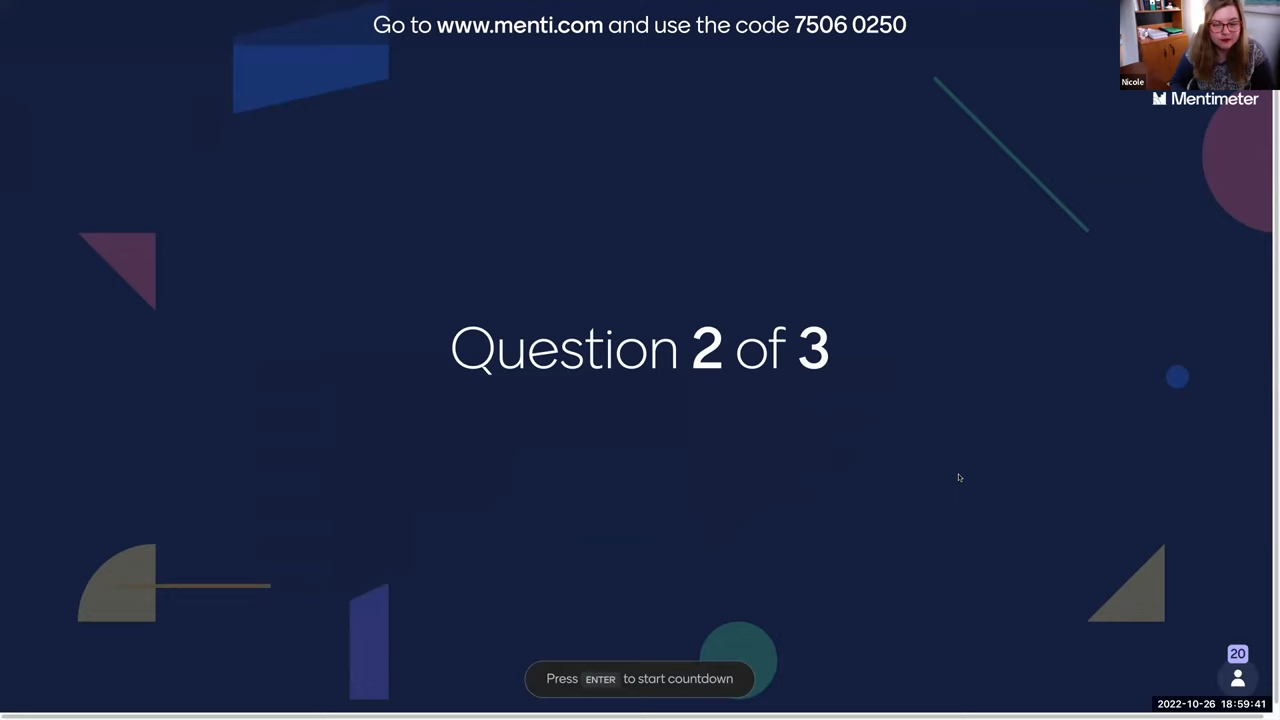 Go to www.menti.com and use the code 7506 0250
Nicole
Mentimeter
Question 2 of 3
Press ENTER to start countdown
20
2022-10-26 18:59:41